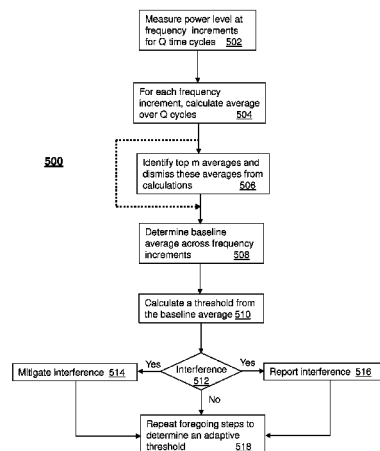 Measure power level at
frequency increments
for Q time cycles 502
For each frequency
increment, calculate average
over Q cycles
504
500
Identify top m averages and
dismiss these averages from
calculations
506
Determine baseline
average across frequency
increments
508
Calculate a threshold from
the baseline average 510
Yes
Yes
Mitigate interference 514
Interference
512
Report interference 516
No
Repeat foregoing steps to
determine an adaptive
threshold
518